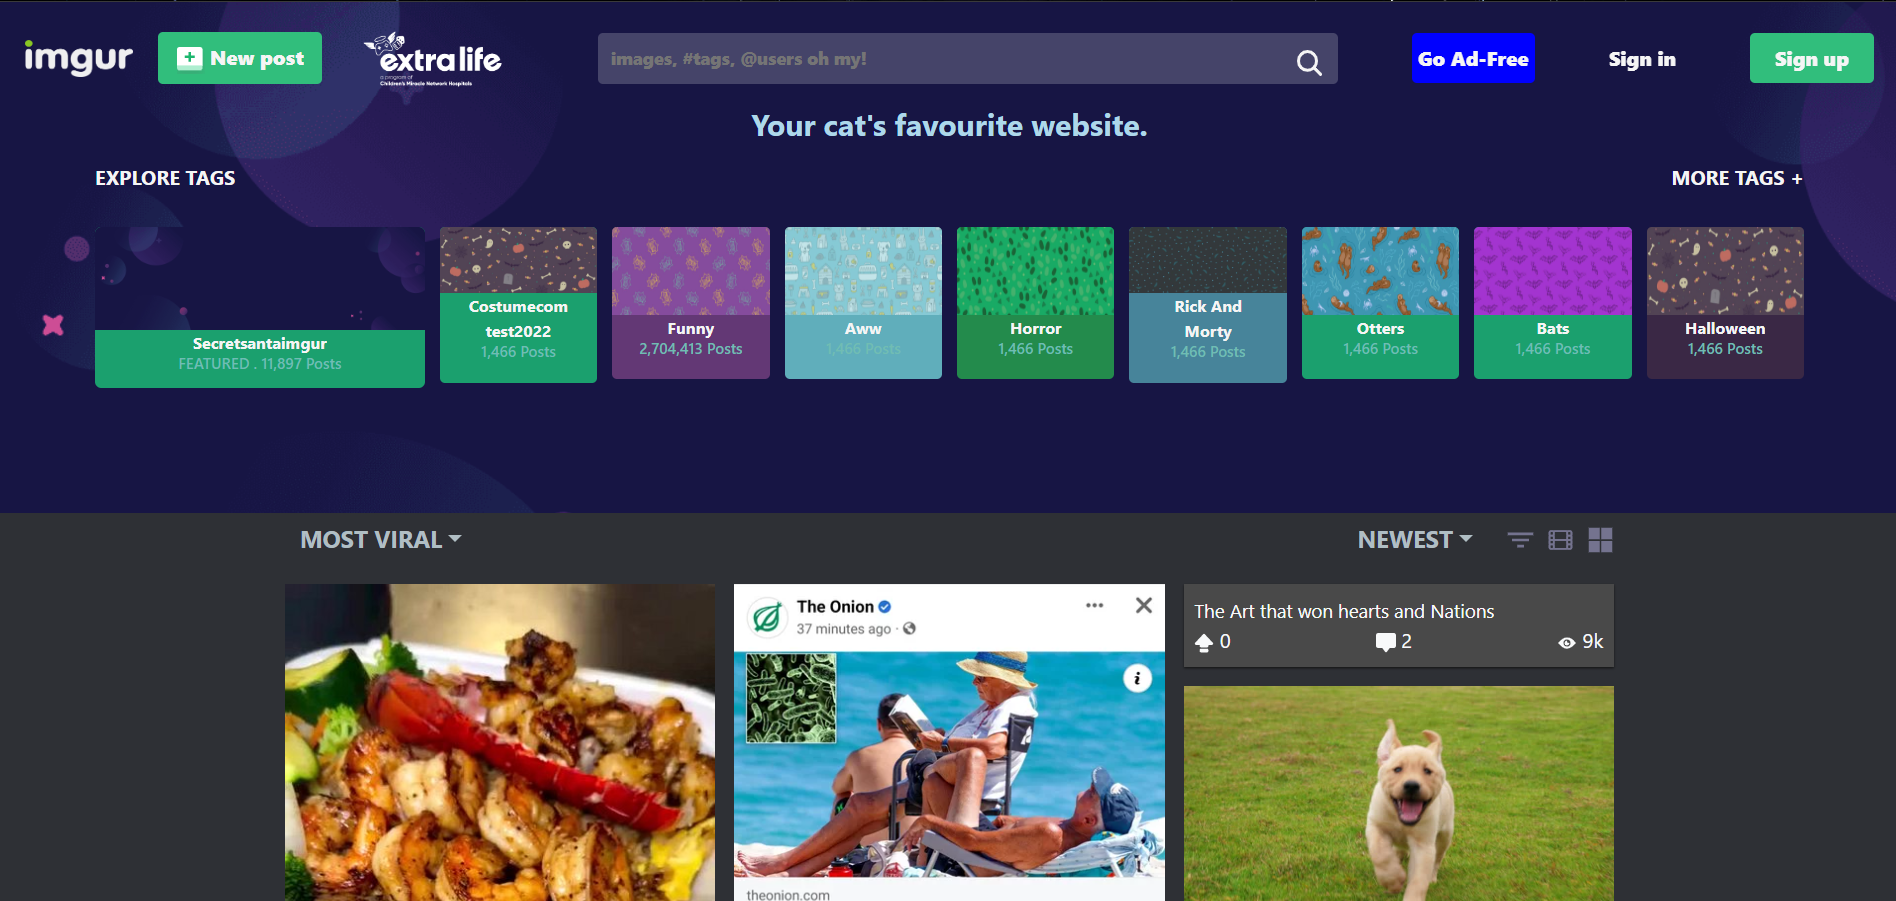 imgur
New post
extra life
a program of
Children's Miracle Network Hospitals
images, #tags, @users oh my!
Go Ad-Free
Sign in
Sign up
Your cat's favourite website.
EXPLORE TAGS
MORE TAGS +
Secretsantaimgur
FEATURED . 11,897 Posts
Costumecom
test2022
1,466 Posts
Funny
2,704,413 Posts
Aww
1,466 Posts
Horror
1,466 Posts
Rick And
Morty
1,466 Posts
Otters
1,466 Posts
Bats
1,466 Posts
Halloween
1,466 Posts
MOST VIRAL
NEWEST
The Onion
37 minutes ago ·
i
theonion.com
The Art that won hearts and Nations
0
2
9k